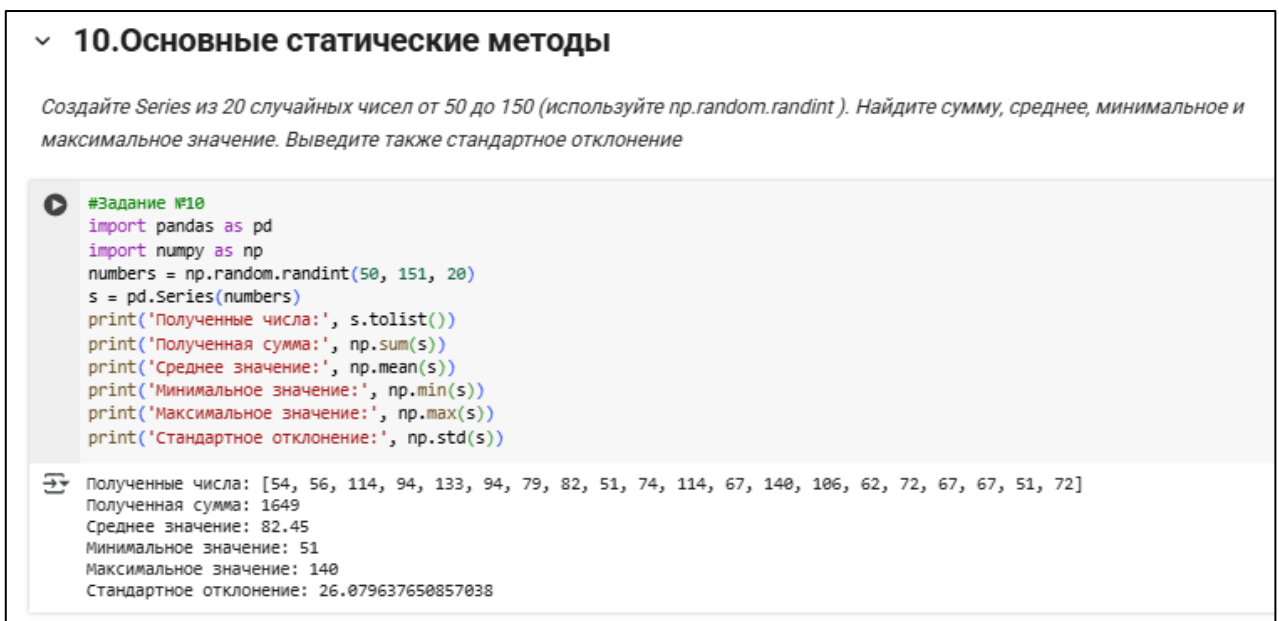 10.Основные статические методы
Создайте Series из 20 случайных чисел от 50 до 150 (используйте np.random.randint ). Найдите сумму, среднее, минимальное и
максимальное значение. Выведите также стандартное отклонение
#Задание №10
import pandas as pd
import numpy as np
numbers = np.random.randint(50, 151, 20)
s = pd.Series(numbers)
print('Полученные числа:', s.tolist())
print('Полученная сумма:', np.sum(s))
print('Среднее значение:', np.mean(s))
print('Минимальное значение:', np.min(s))
print('Максимальное значение:', np.max(s))
print('Стандартное отклонение:', np.std(s))
Полученные числа: [54, 56, 114, 94, 133, 94, 79, 82, 51, 74, 114, 67, 140, 106, 62, 72, 67, 67, 51, 72]
Полученная сумма: 1649
Среднее значение: 82.45
Минимальное значение: 51
Максимальное значение: 140
Стандартное отклонение: 26.079637650857038